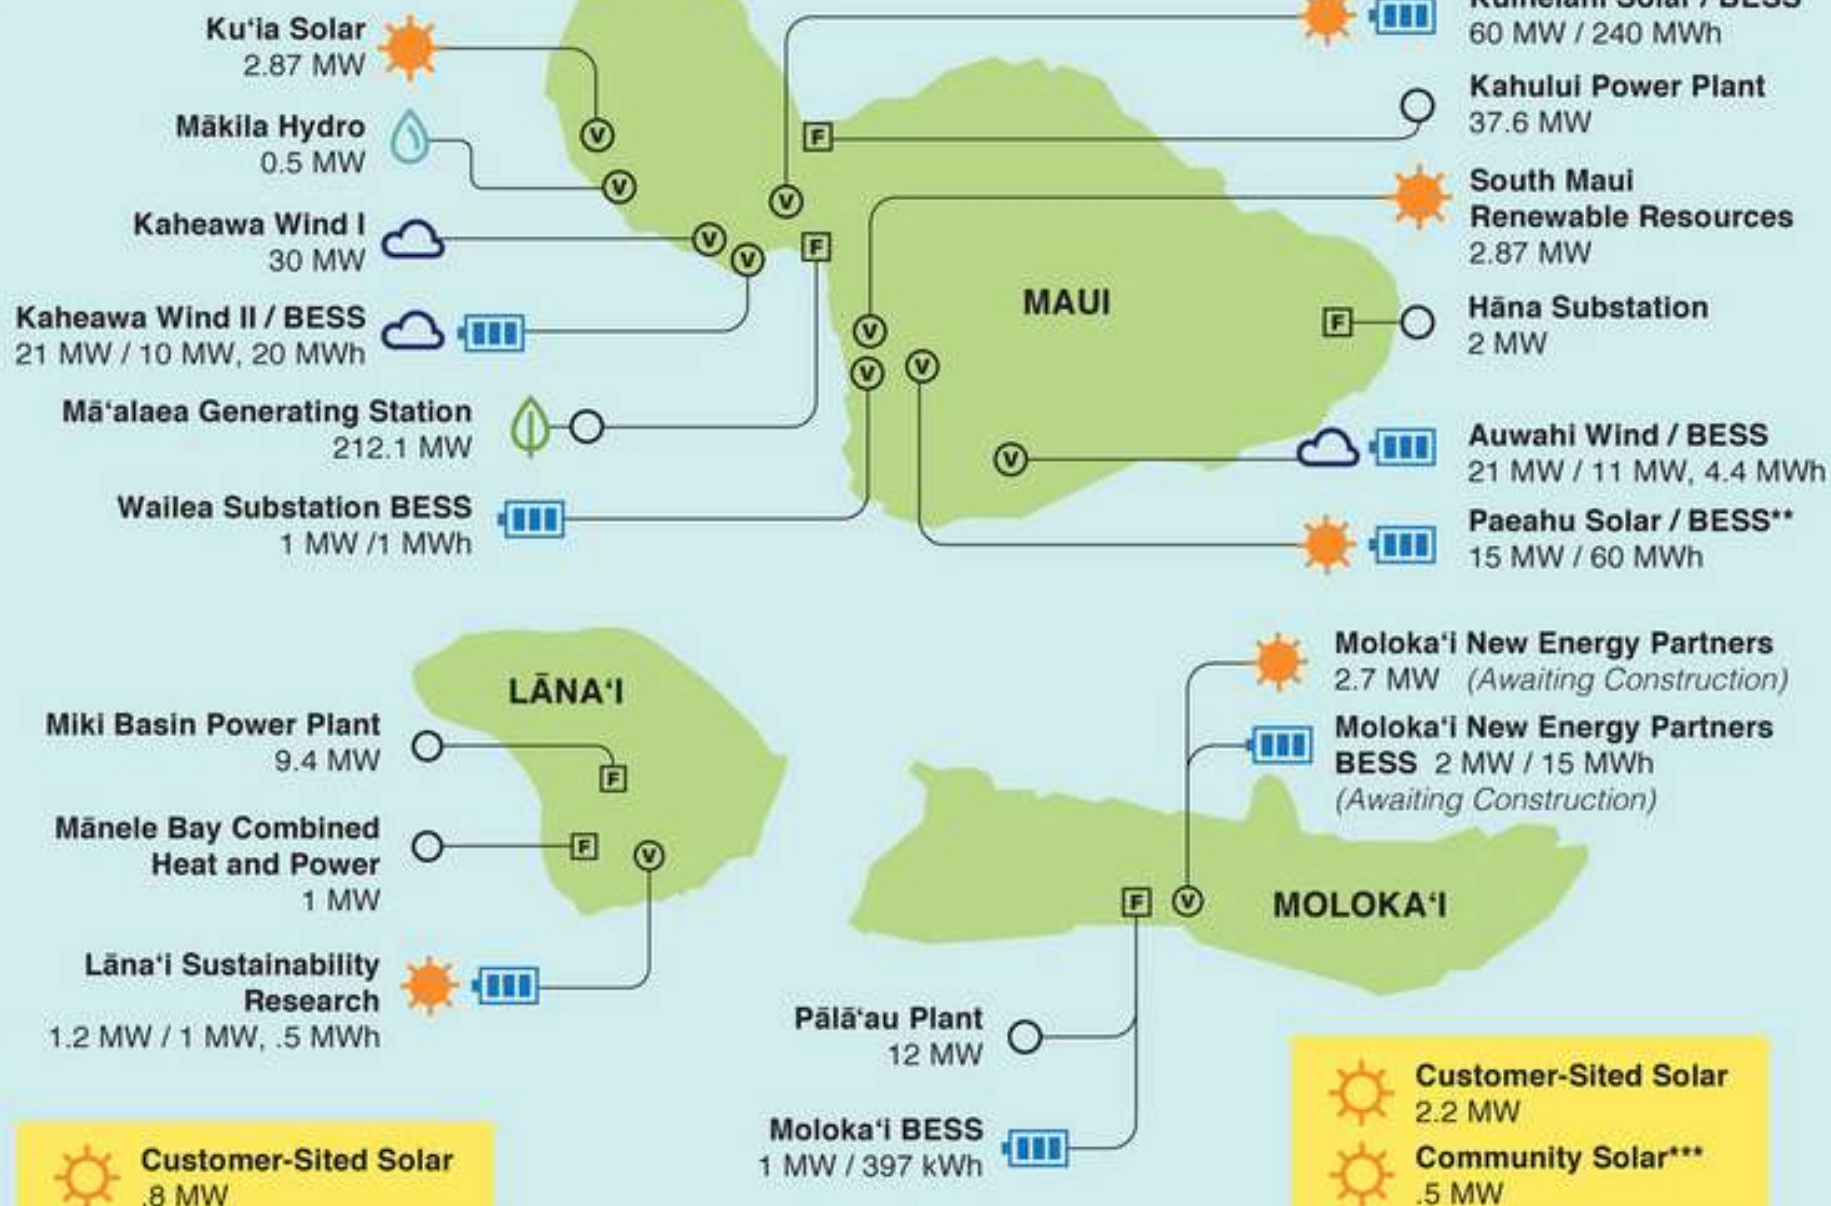 Ku‘ia Solar
2.87 MW
Mākila Hydro
0.5 MW
Kaheawa Wind I
30 MW
Kaheawa Wind II / BESS
21 MW / 10 MW, 20 MWh
Mā‘alaea Generating Station
212.1 MW
Wailea Substation BESS
1 MW /1 MWh
V
V
V
V
V
F
F
V
V
V
V
F
MAUI
Solar / BESS
60 MW / 240 MWh
Kahului Power Plant
37.6 MW
South Maui
Renewable Resources
2.87 MW
Hāna Substation
2 MW
Auwahi Wind / BESS
21 MW / 11 MW, 4.4 MWh
Paeahu Solar / BESS**
15 MW / 60 MWh
LĀNA‘I
Miki Basin Power Plant
9.4 MW
F
Mānele Bay Combined
Heat and Power
1 MW
F
V
Lāna‘i Sustainability
Research
1.2 MW / 1 MW, .5 MWh
Moloka‘i New Energy Partners
2.7 MW (Awaiting Construction)
Moloka‘i New Energy Partners
BESS 2 MW / 15 MWh
(Awaiting Construction)
F
V
MOLOKA‘I
Pālā‘au Plant
12 MW
Moloka‘i BESS
1 MW / 397 kWh
Customer-Sited Solar
.8 MW
Customer-Sited Solar
2.2 MW
Community Solar***
.5 MW